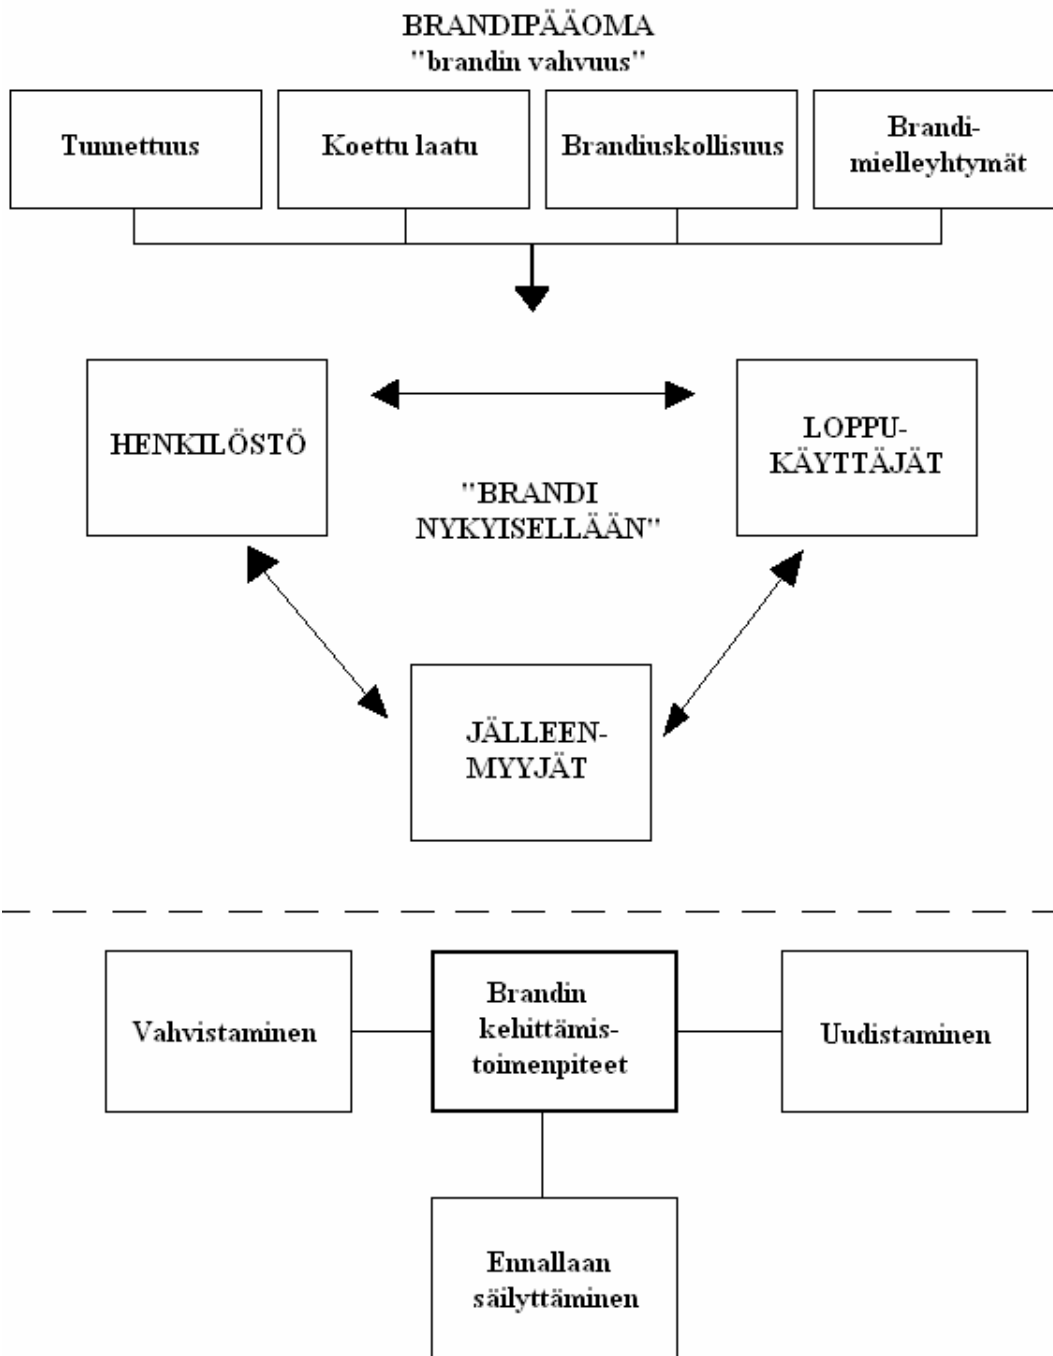 BRANDIPÄÄOMA
"brandin vahvuus"
Tunnettuus
Koettu laatu
Brandiuskollisuus
Brandi-
mielleyhtymät
HENKILÖSTÖ
LOPPU-
KÄYTTÄJÄT
"BRANDI
NYKYISELLÄÄN"
JÄLLEEN-
MYYJÄT
Vahvistaminen
Brandin
kehittämis-
toimenpiteet
Uudistaminen
Ennallaan
säilyttäminen